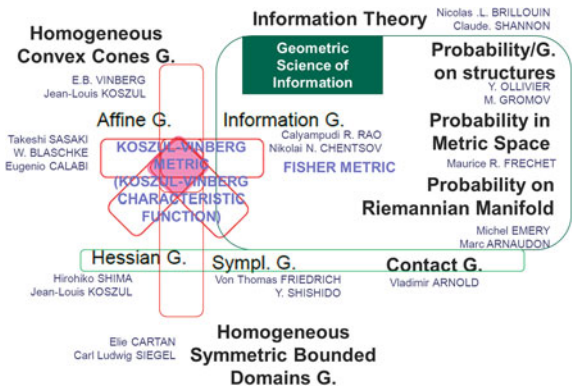 Information Theory
Nicolas .L. BRILLOUIN
Claude. SHANNON
Homogeneous
Convex Cones G.
E.B. VINBERG
Jean-Louis KOSZUL
Geometric
Science of
Information
Probability/G.
on structures
Y. OLLIVIER
M. GROMOV
Affine G.
Takeshi SASAKI
W. BLASCHKE
Eugenio CALABI
Information G.
Calyampudi R. RAO
Nikolai N. CHENTSOV
FISHER METRIC
Probability in
Metric Space
Maurice R. FRECHET
KOSZUL-VINBERG
METRIC
(KOSZUL-VINBERG
CHARACTERISTIC
FUNCTION)
Probability on
Riemannian Manifold
Michel EMERY
Marc ARNAUDON
Hessian G.
Hirohiko SHIMA
Jean-Louis KOSZUL
Sympl. G.
Von Thomas FRIEDRICH
Y. SHISHIDO
Contact G.
Vladimir ARNOLD
Elie CARTAN
Carl Ludwig SIEGEL
Homogeneous
Symmetric Bounded
Domains G.